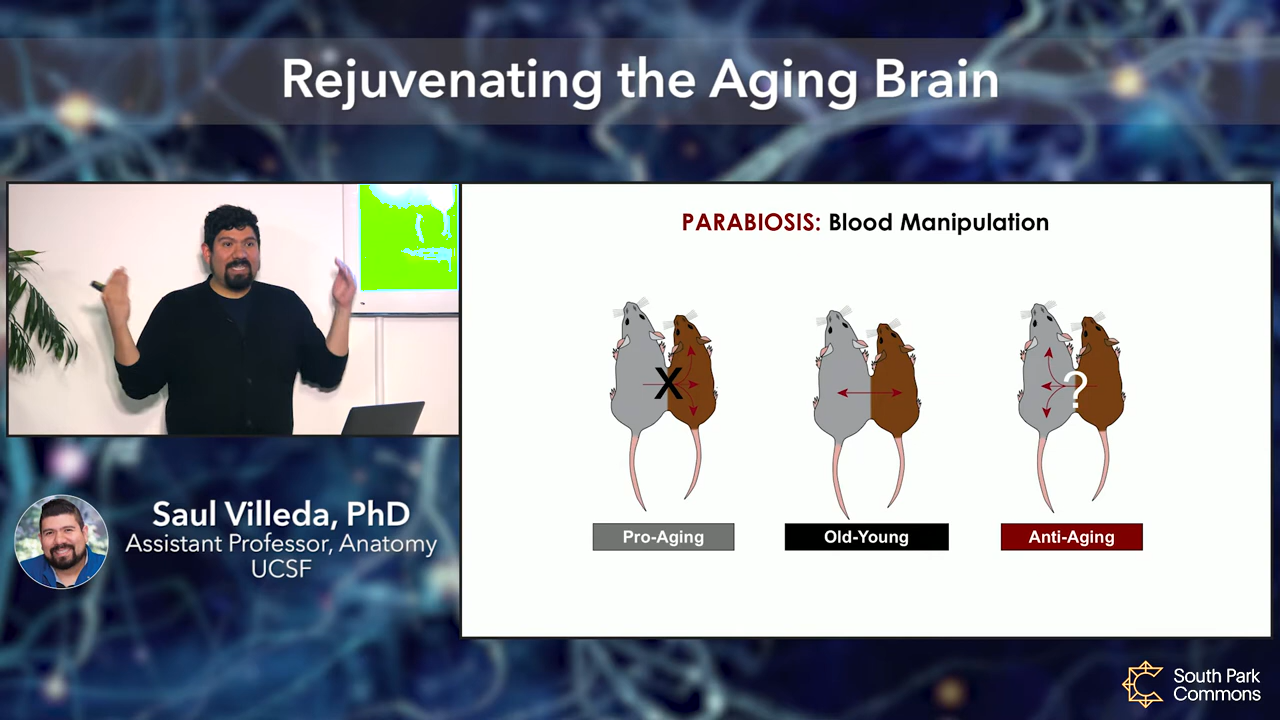 Rejuvenating the Aging Brain
PARABIOSIS: Blood Manipulation
X
?
Pro-Aging
Old-Young
Anti-Aging
Saul Villeda, PhD
Assistant Professor, Anatomy
UCSF
South Park
Commons